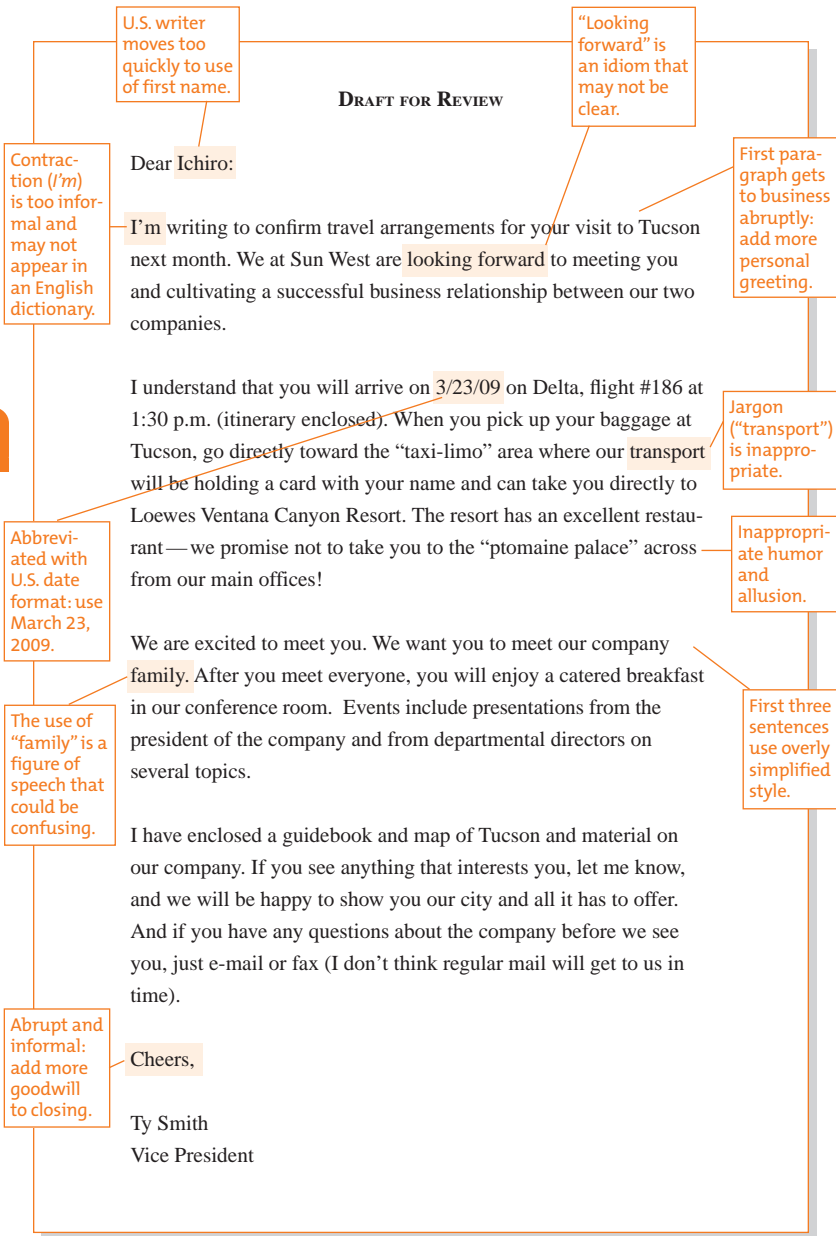 U.S. writer
moves too
quickly to use
of first name.
“Looking
forward” is
an idiom that
may not be
clear.
DRAFT FOR REVIEW
Contrac-
tion (I’m)
is too infor-
mal and
may not
appear in
an English
dictionary.
First para-
graph gets
to business
abruptly:
add more
personal
greeting.
Dear Ichiro:
I’m writing to confirm travel arrangements for your visit to Tucson
next month. We at Sun West are looking forward to meeting you
and cultivating a successful business relationship between our two
companies.
I understand that you will arrive on 3/23/09 on Delta, flight #186 at
1:30 p.m. (itinerary enclosed). When you pick up your baggage at
Tucson, go directly toward the “taxi-limo” area where our transport
will be holding a card with your name and can take you directly to
Loewes Ventana Canyon Resort. The resort has an excellent restau-
rant — we promise not to take you to the “ptomaine palace” across
from our main offices!
Jargon
(“transport”)
is inappro-
priate.
Abbrevi-
ated with
U.S. date
format: use
March 23,
2009.
Inappropri-
ate humor
and
allusion.
We are excited to meet you. We want you to meet our company
family. After you meet everyone, you will enjoy a catered breakfast
in our conference room. Events include presentations from the
president of the company and from departmental directors on
several topics.
The use of
“family” is a
figure of
speech that
could be
confusing.
First three
sentences
use overly
simplified
style.
I have enclosed a guidebook and map of Tucson and material on
our company. If you see anything that interests you, let me know,
and we will be happy to show you our city and all it has to offer.
And if you have any questions about the company before we see
you, just e-mail or fax (I don’t think regular mail will get to us in
time).
Abrupt and
informal:
add more
goodwill
to closing.
Cheers,
Ty Smith
Vice President